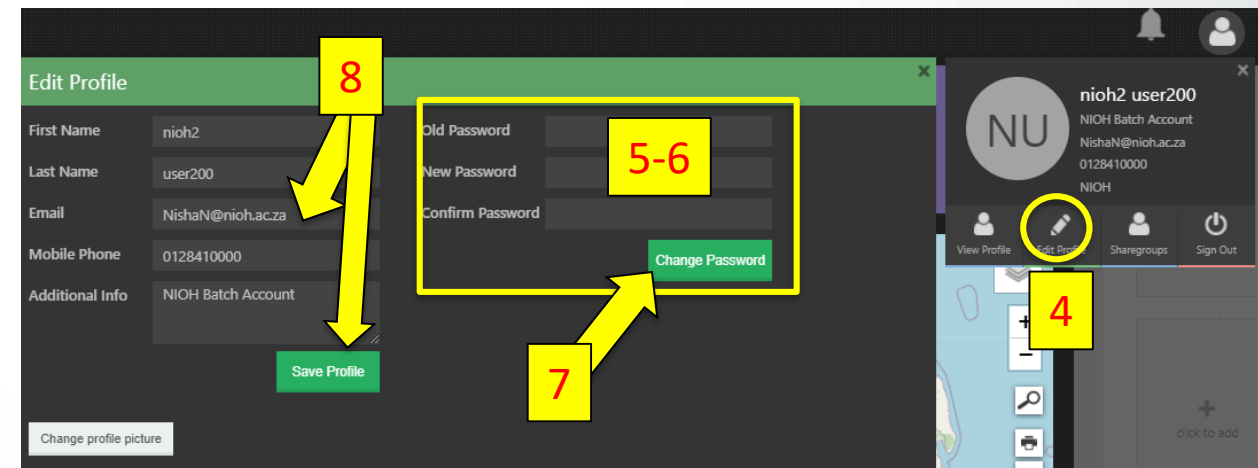 Edit Profile
8
First Name
nioh2
Last Name
user200
Email
NishaN@nioh.ac.za
Mobile Phone
0128410000
Additional Info
NIOH Batch Account
Save Profile
Change profile picture
Old Password
New Password
Confirm Password
5-6
Change Password
7
NU
nioh2 user200
NIOH Batch Account
NishaN@nioh.ac.za
0128410000
NIOH
View Profile
Edit Profile
Sharegroups
Sign Out
4
+
−
+
click to add